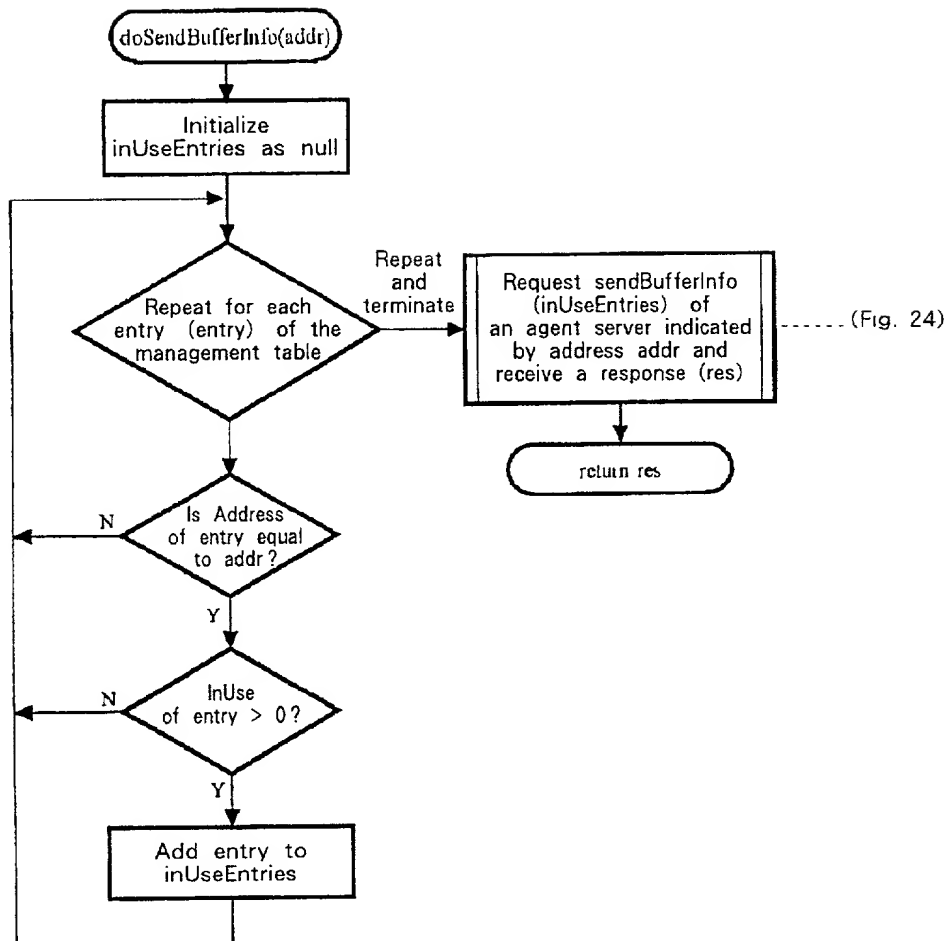 doSendBufferInfo(addr)
Initialize
inUseEntries as null
Repeat for each
entry (entry) of the
management table
Repeat
and
terminate
Request sendBufferInfo
(inUseEntries) of
an agent server indicated
by address addr and
receive a response (res)
(Fig. 24)
return res
Is Address
of entry equal
to addr?
N
Y
InUse
of entry > 0?
N
Y
Add entry to
inUseEntries